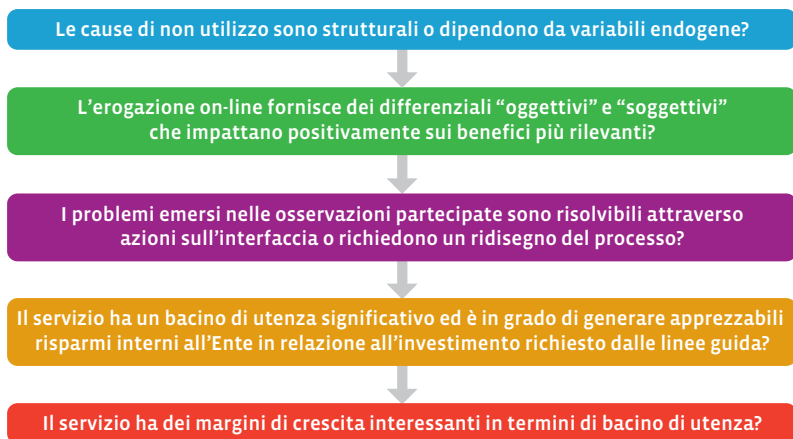 Le cause di non utilizzo sono strutturali o dipendono da variabili endogene?
L'erogazione on-line fornisce dei differenziali “oggettivi” e “soggettivi”
che impattano positivamente sui benefici più rilevanti?
I problemi emersi nelle osservazioni partecipate sono risolvibili attraverso
azioni sull'interfaccia o richiedono un ridisegno del processo?
Il servizio ha un bacino di utenza significativo ed è in grado di generare apprezzabili
risparmi interni all'Ente in relazione all'investimento richiesto dalle linee guida?
Il servizio ha dei margini di crescita interessanti in termini di bacino di utenza?